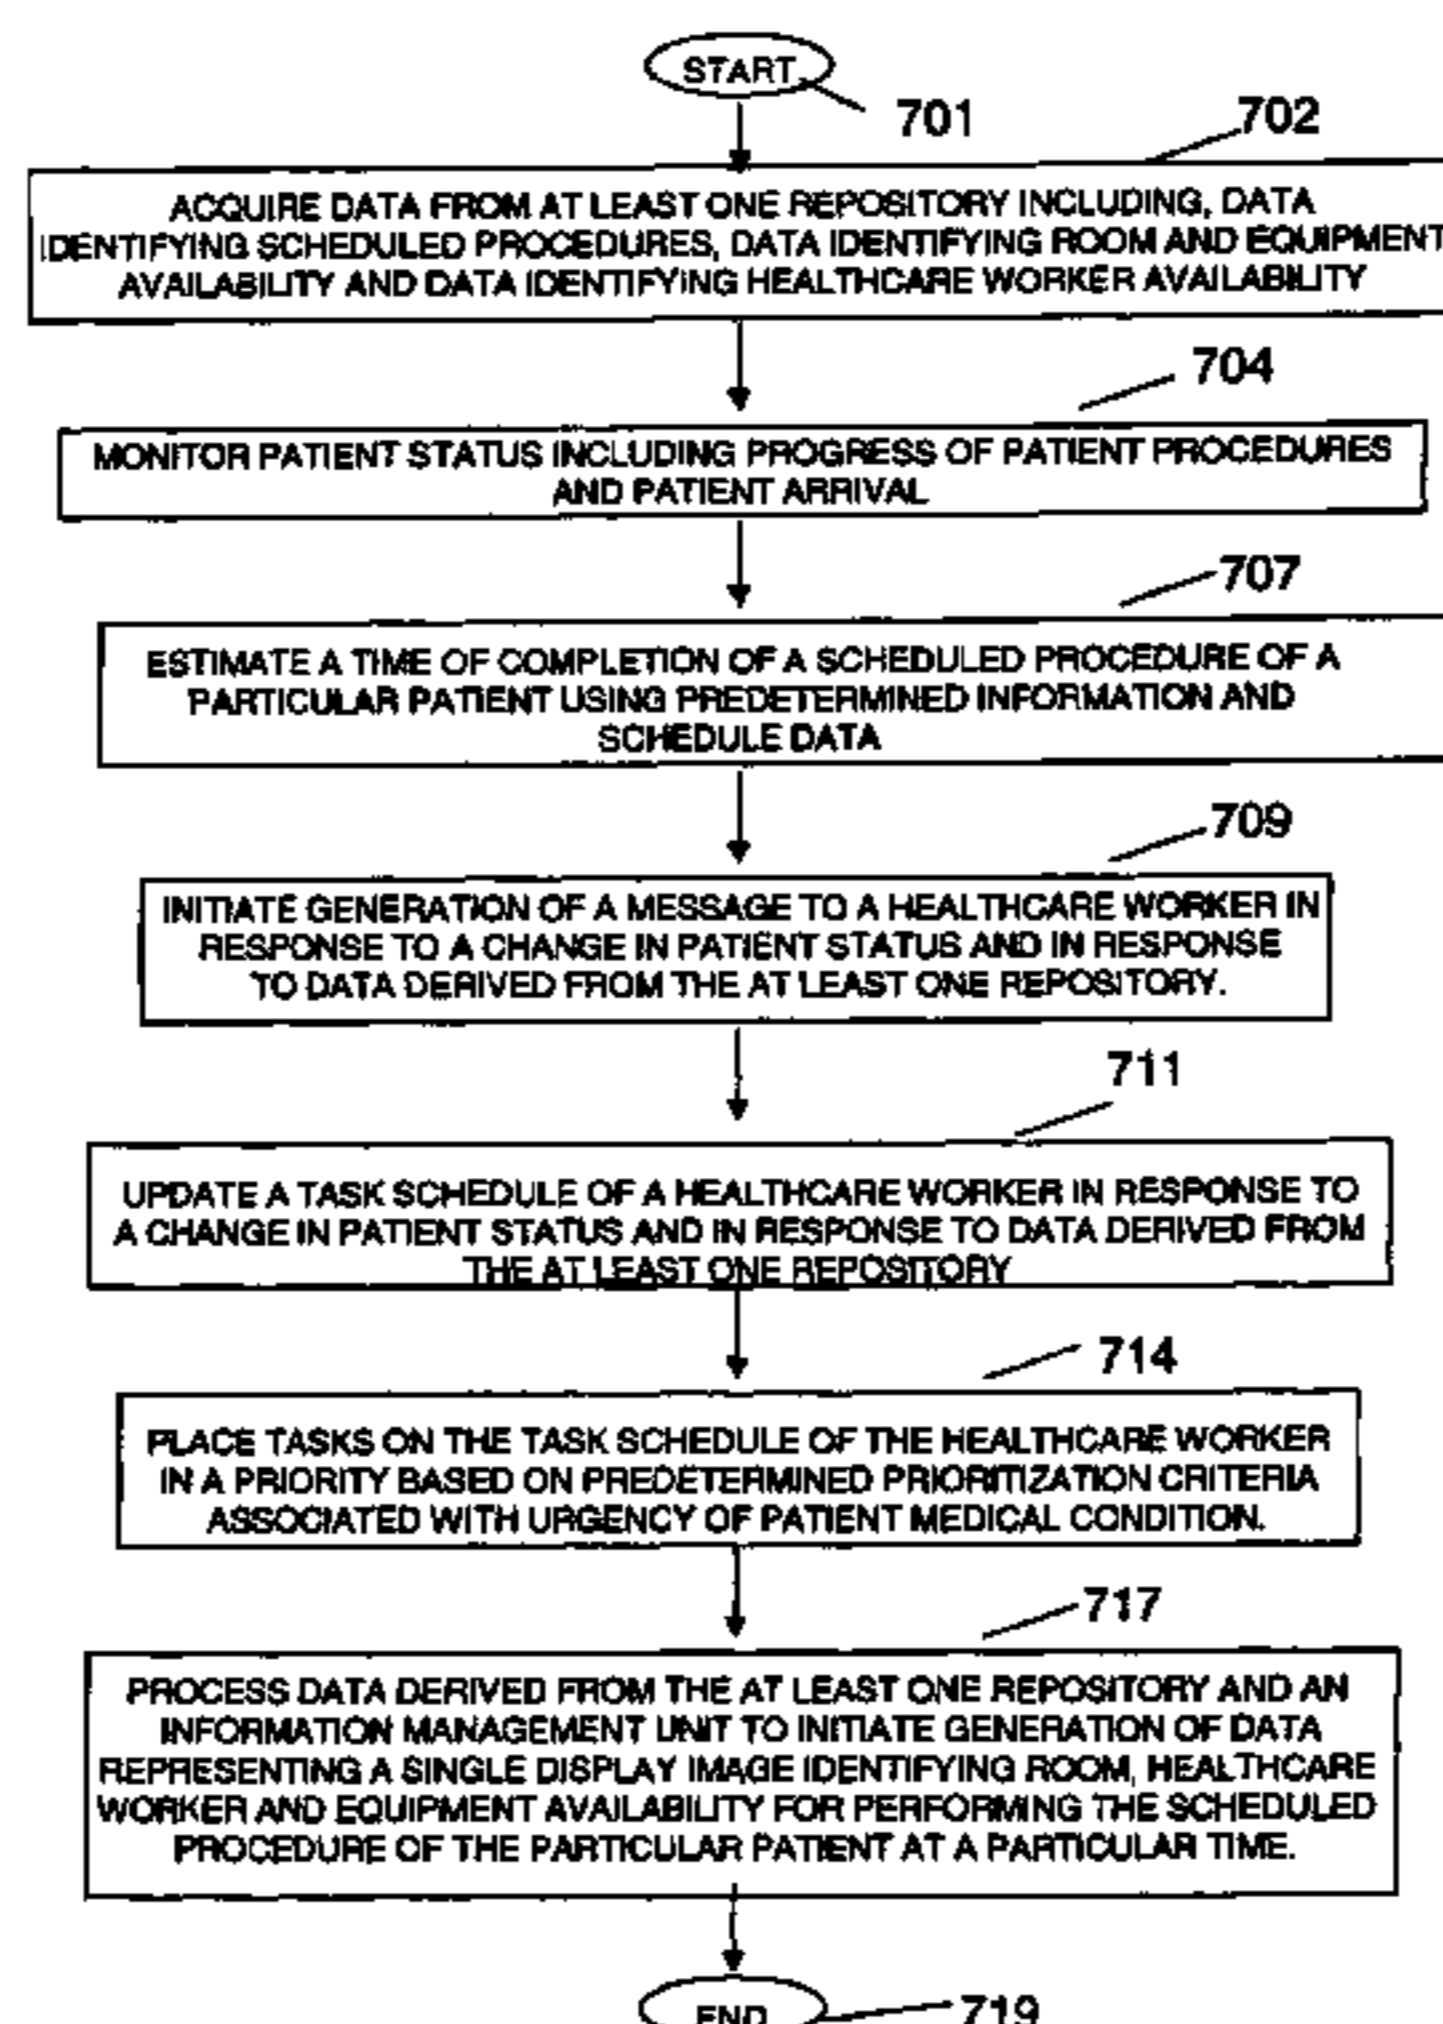 START
701
702
ACQUIRE DATA FROM AT LEAST ONE REPOSITORY INCLUDING, DATA
IDENTIFYING SCHEDULED PROCEDURES, DATA IDENTIFYING ROOM AND EQUIPMENT
AVAILABILITY AND DATA IDENTIFYING HEALTHCARE WORKER AVAILABILITY
704
MONITOR PATIENT STATUS INCLUDING PROGRESS OF PATIENT PROCEDURES
AND PATIENT ARRIVAL
707
ESTIMATE A TIME OF COMPLETION OF A SCHEDULED PROCEDURE OF A
PARTICULAR PATIENT USING PREDETERMINED INFORMATION AND
SCHEDULE DATA
709
INITIATE GENERATION OF A MESSAGE TO A HEALTHCARE WORKER IN
RESPONSE TO A CHANGE IN PATIENT STATUS AND IN RESPONSE
TO DATA DERIVED FROM THE AT LEAST ONE REPOSITORY.
711
UPDATE A TASK SCHEDULE OF A HEALTHCARE WORKER IN RESPONSE TO
A CHANGE IN PATIENT STATUS AND IN RESPONSE TO DATA DERIVED FROM
THE AT LEAST ONE REPOSITORY
714
PLACE TASKS ON THE TASK SCHEDULE OF THE HEALTHCARE WORKER
IN A PRIORITY BASED ON PREDETERMINED PRIORITIZATION CRITERIA
ASSOCIATED WITH URGENCY OF PATIENT MEDICAL CONDITION.
717
PROCESS DATA DERIVED FROM THE AT LEAST ONE REPOSITORY AND AN
INFORMATION MANAGEMENT UNIT TO INITIATE GENERATION OF DATA
REPRESENTING A SINGLE DISPLAY IMAGE IDENTIFYING ROOM, HEALTHCARE
WORKER AND EQUIPMENT AVAILABILITY FOR PERFORMING THE SCHEDULED
PROCEDURE OF THE PARTICULAR PATIENT AT A PARTICULAR TIME.
END
719